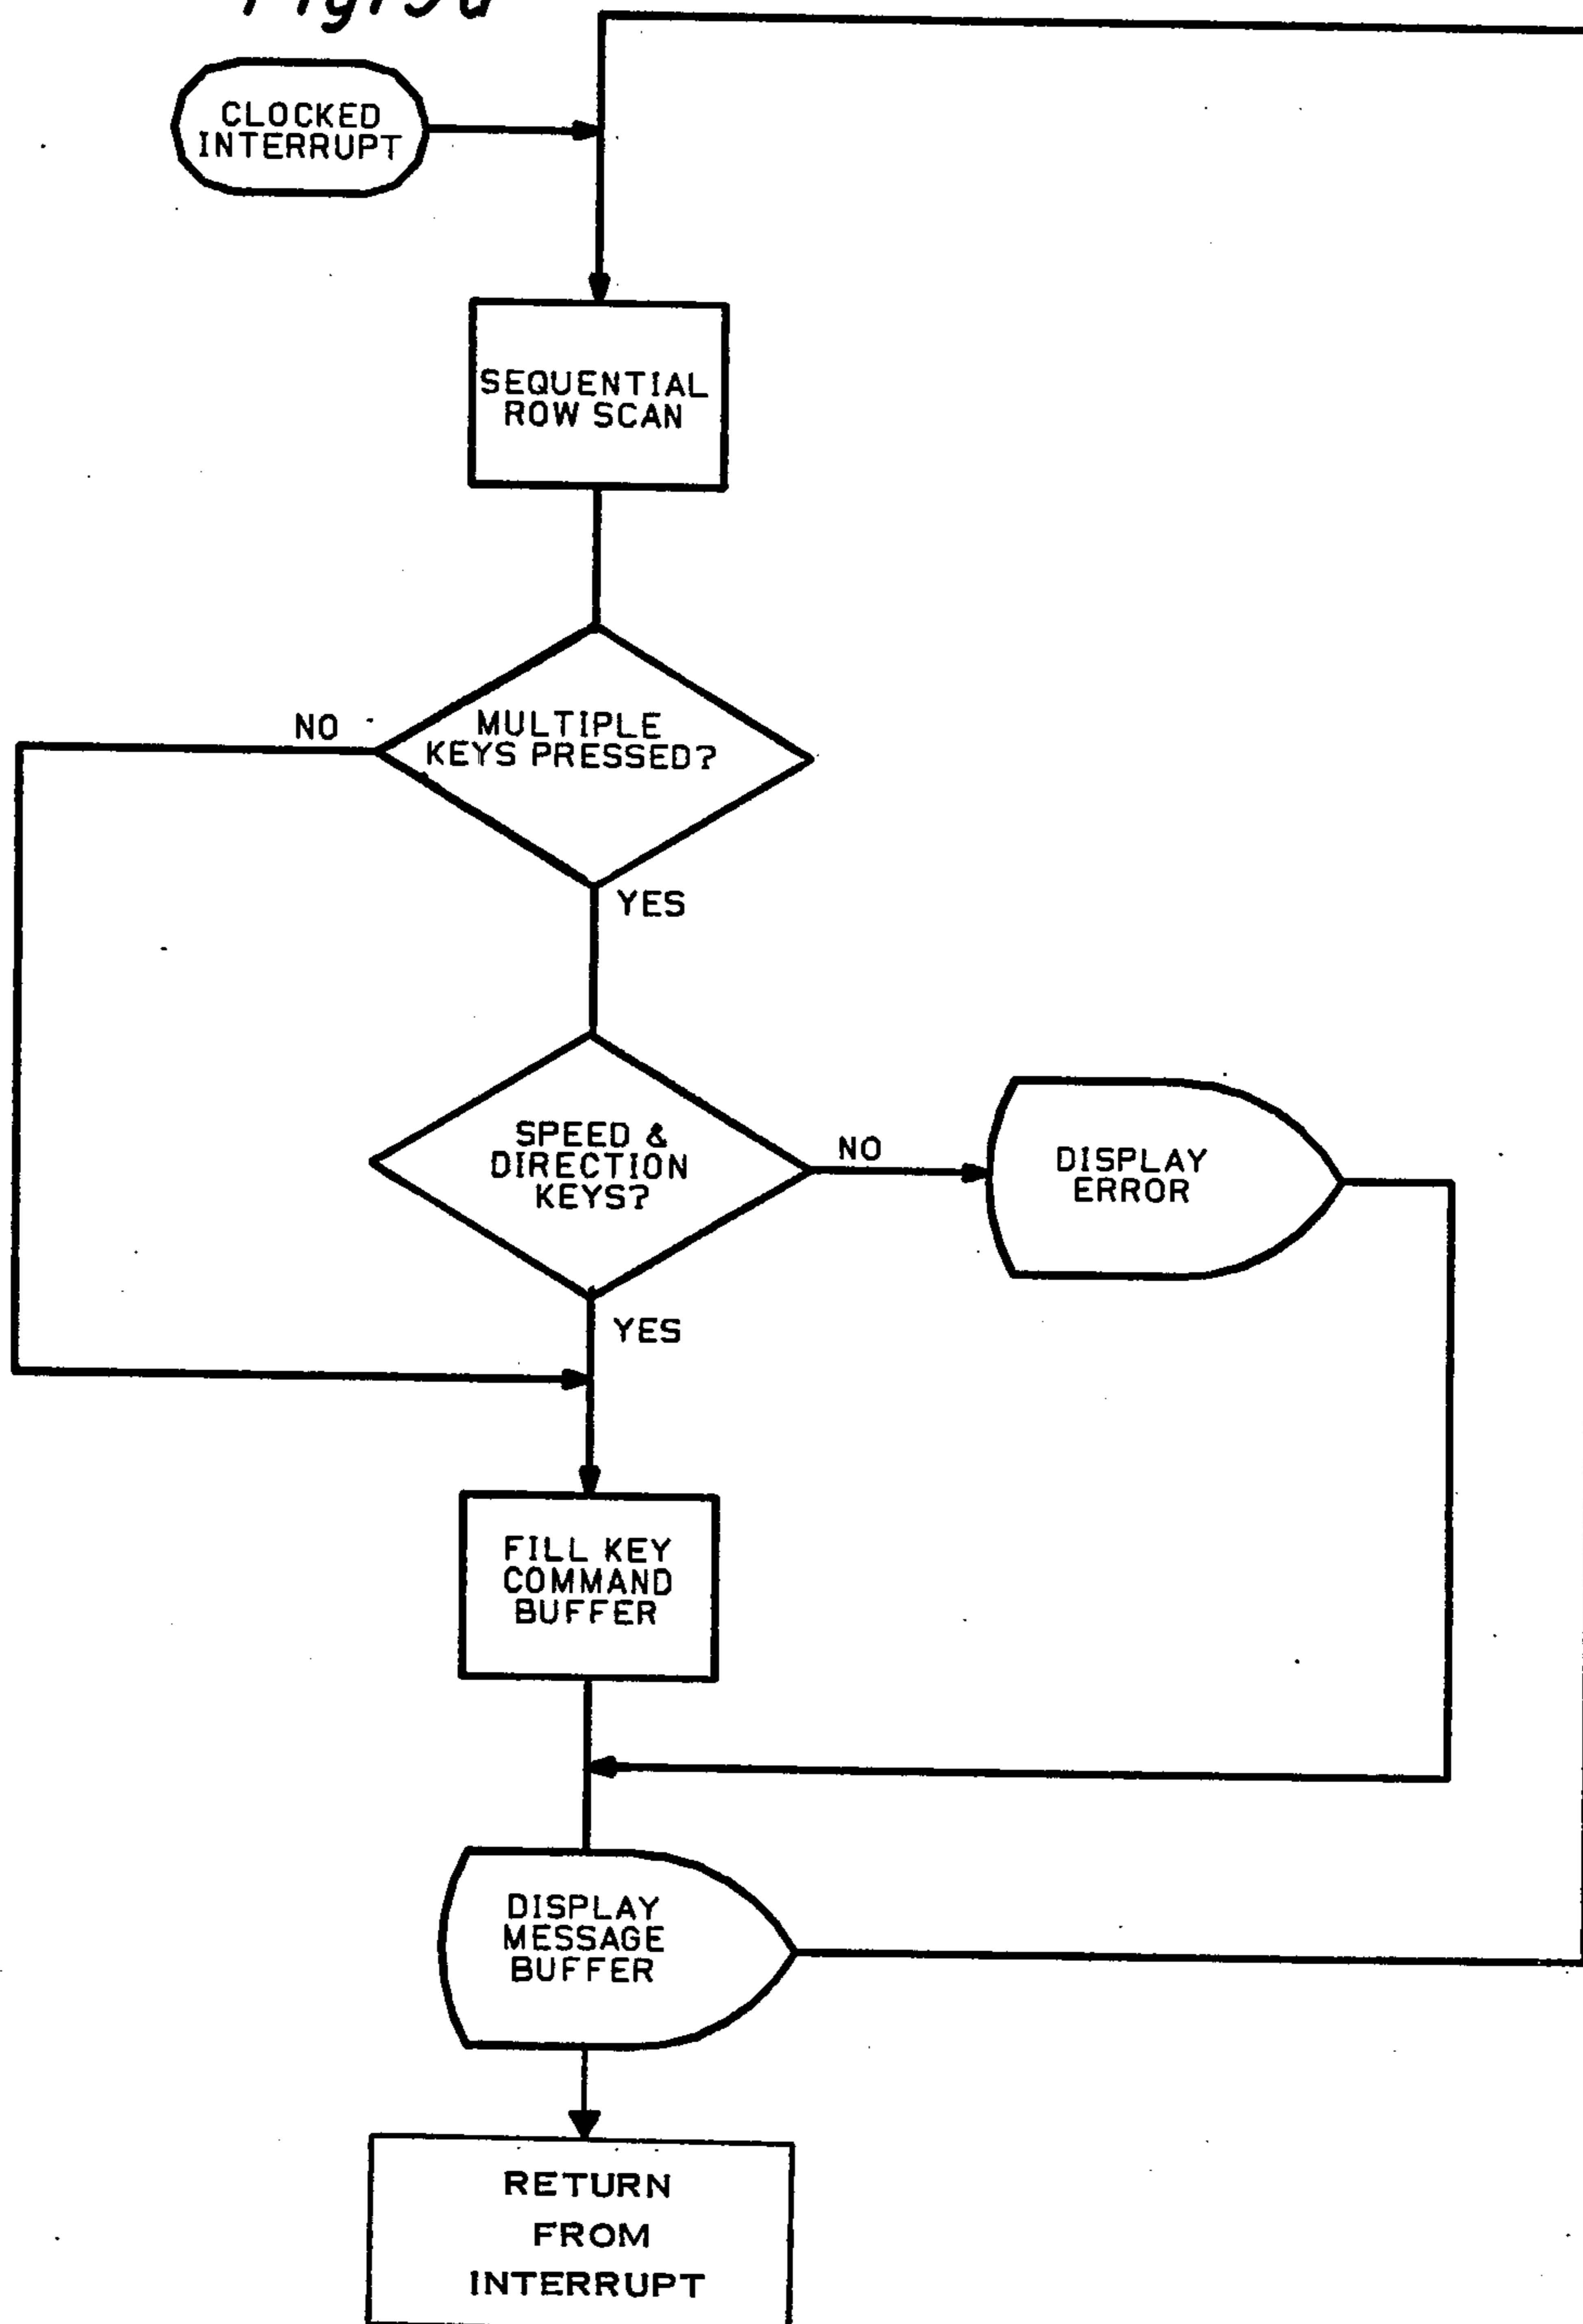 CLOCKED
INTERRUPT
SEQUENTIAL
ROW SCAN
NO
MULTIPLE
KEYS PRESSED?
YES
SPEED &
DIRECTION
KEYS?
NO
DISPLAY
ERROR
YES
FILL KEY
COMMAND
BUFFER
DISPLAY
MESSAGE
BUFFER
RETURN
FROM
INTERRUPT